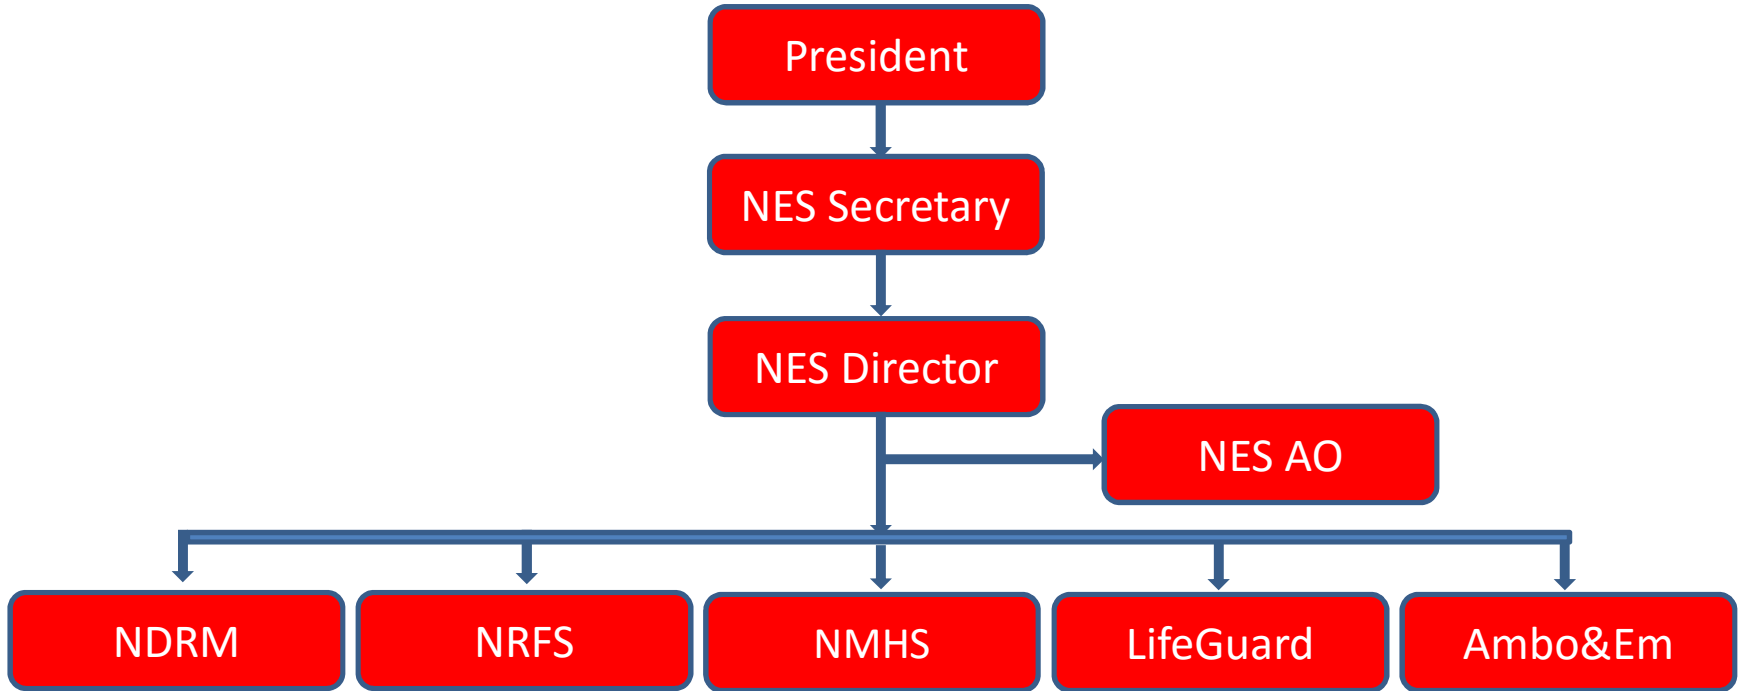 President
NES Secretary
NES Director
NES AO
NDRM
NRFS
NMHS
LifeGuard
Ambo&Em